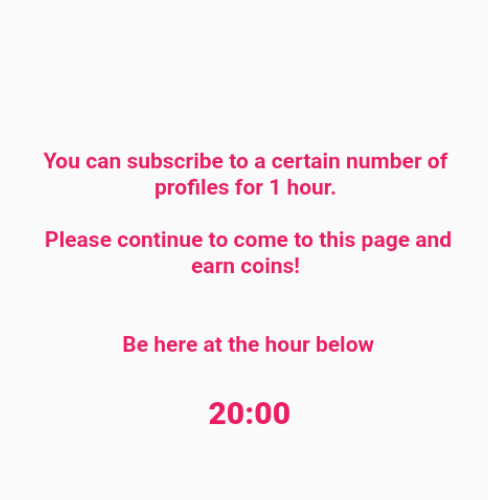 You can subscribe to a certain number of
profiles for 1 hour.
Please continue to come to this page and
earn coins!
Be here at the hour below
20:00